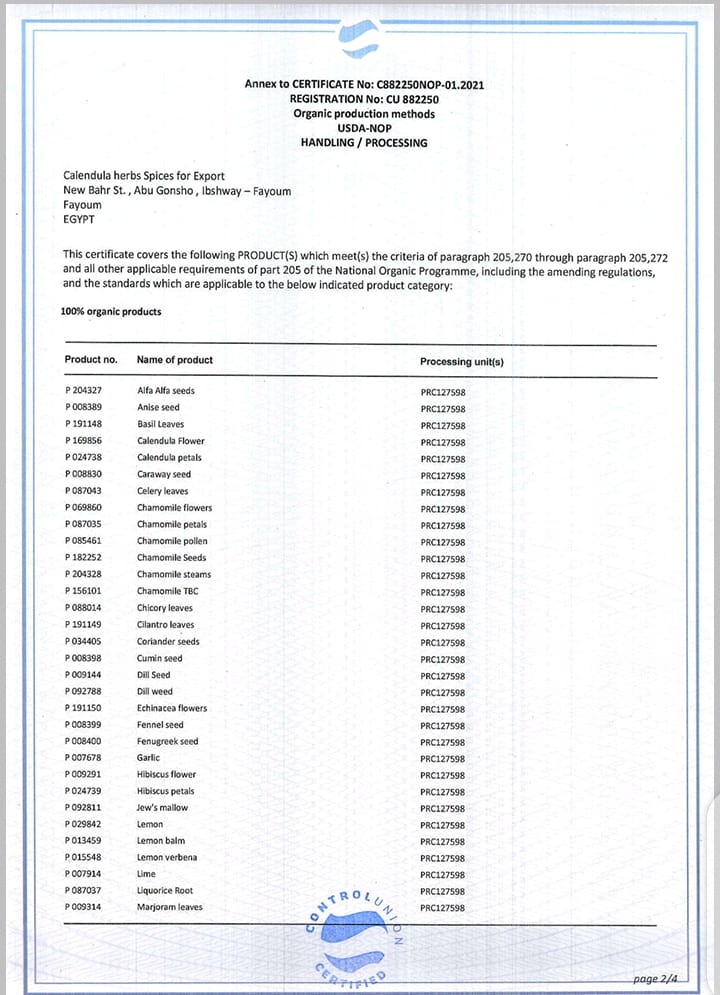 Annex to CERTIFICATE No: C882250NOP-01.2021
REGISTRATION No: CU 882250
Organic production methods
USDA-NOP
HANDLING / PROCESSING
Calendula herbs Spices for Export
New Bahr St. , Abu Gonsho , Ibshway – Fayoum
Fayoum
EGYPT
This certificate covers the following PRODUCT(S) which meet(s) the criteria of paragraph 205,270 through paragraph 205,272
and all other applicable requirements of part 205 of the National Organic Programme, including the amending regulations,
and the standards which are applicable to the below indicated product category:
100% organic products
Product no. Name of product Processing unit(s)
P 204327 Alfa Alfa seeds PRC127598
P 008389 Anise seed PRC127598
P 191148 Basil Leaves PRC127598
P 169856 Calendula Flower PRC127598
P 024738 Calendula petals PRC127598
P 008830 Caraway seed PRC127598
P 087043 Celery leaves PRC127598
P 069860 Chamomile flowers PRC127598
P 087035 Chamomile petals PRC127598
P 085461 Chamomile pollen PRC127598
P 182252 Chamomile Seeds PRC127598
P 204328 Chamomile steams PRC127598
P 156101 Chamomile TBC PRC127598
P 088014 Chicory leaves PRC127598
P 191149 Cilantro leaves PRC127598
P 034405 Coriander seeds PRC127598
P 008398 Cumin seed PRC127598
P 009144 Dill Seed PRC127598
P 092788 Dill weed PRC127598
P 191150 Echinacea flowers PRC127598
P 008399 Fennel seed PRC127598
P 008400 Fenugreek seed PRC127598
P 007678 Garlic PRC127598
P 009291 Hibiscus flower PRC127598
P 024739 Hibiscus petals PRC127598
P 092811 Jew's mallow PRC127598
P 029842 Lemon PRC127598
P 013459 Lemon balm PRC127598
P 015548 Lemon verbena PRC127598
P 007914 Lime PRC127598
P 087037 Liquorice Root PRC127598
P 009314 Marjoram leaves PRC127598
CONTROLUNION
CERTIFIED
page 2/4